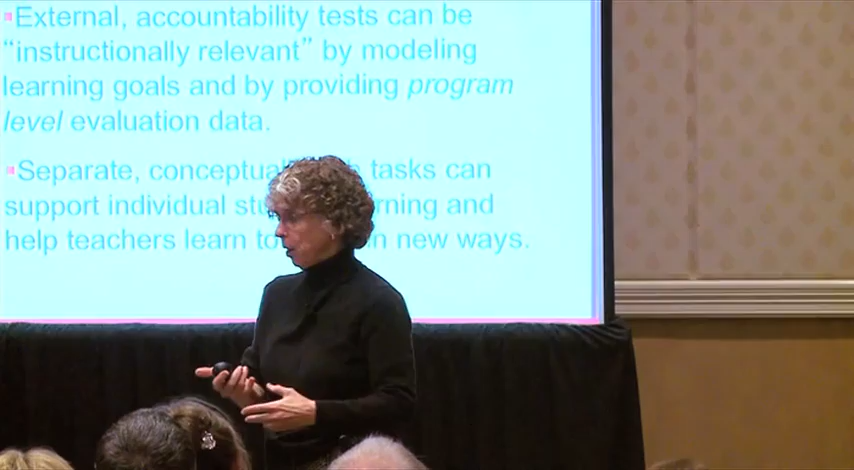 ▪External, accountability tests can be
“instructionally relevant” by modeling
learning goals and by providing program
level evaluation data.
▪Separate, conceptual tasks can
support individual and
help teachers learn new ways.